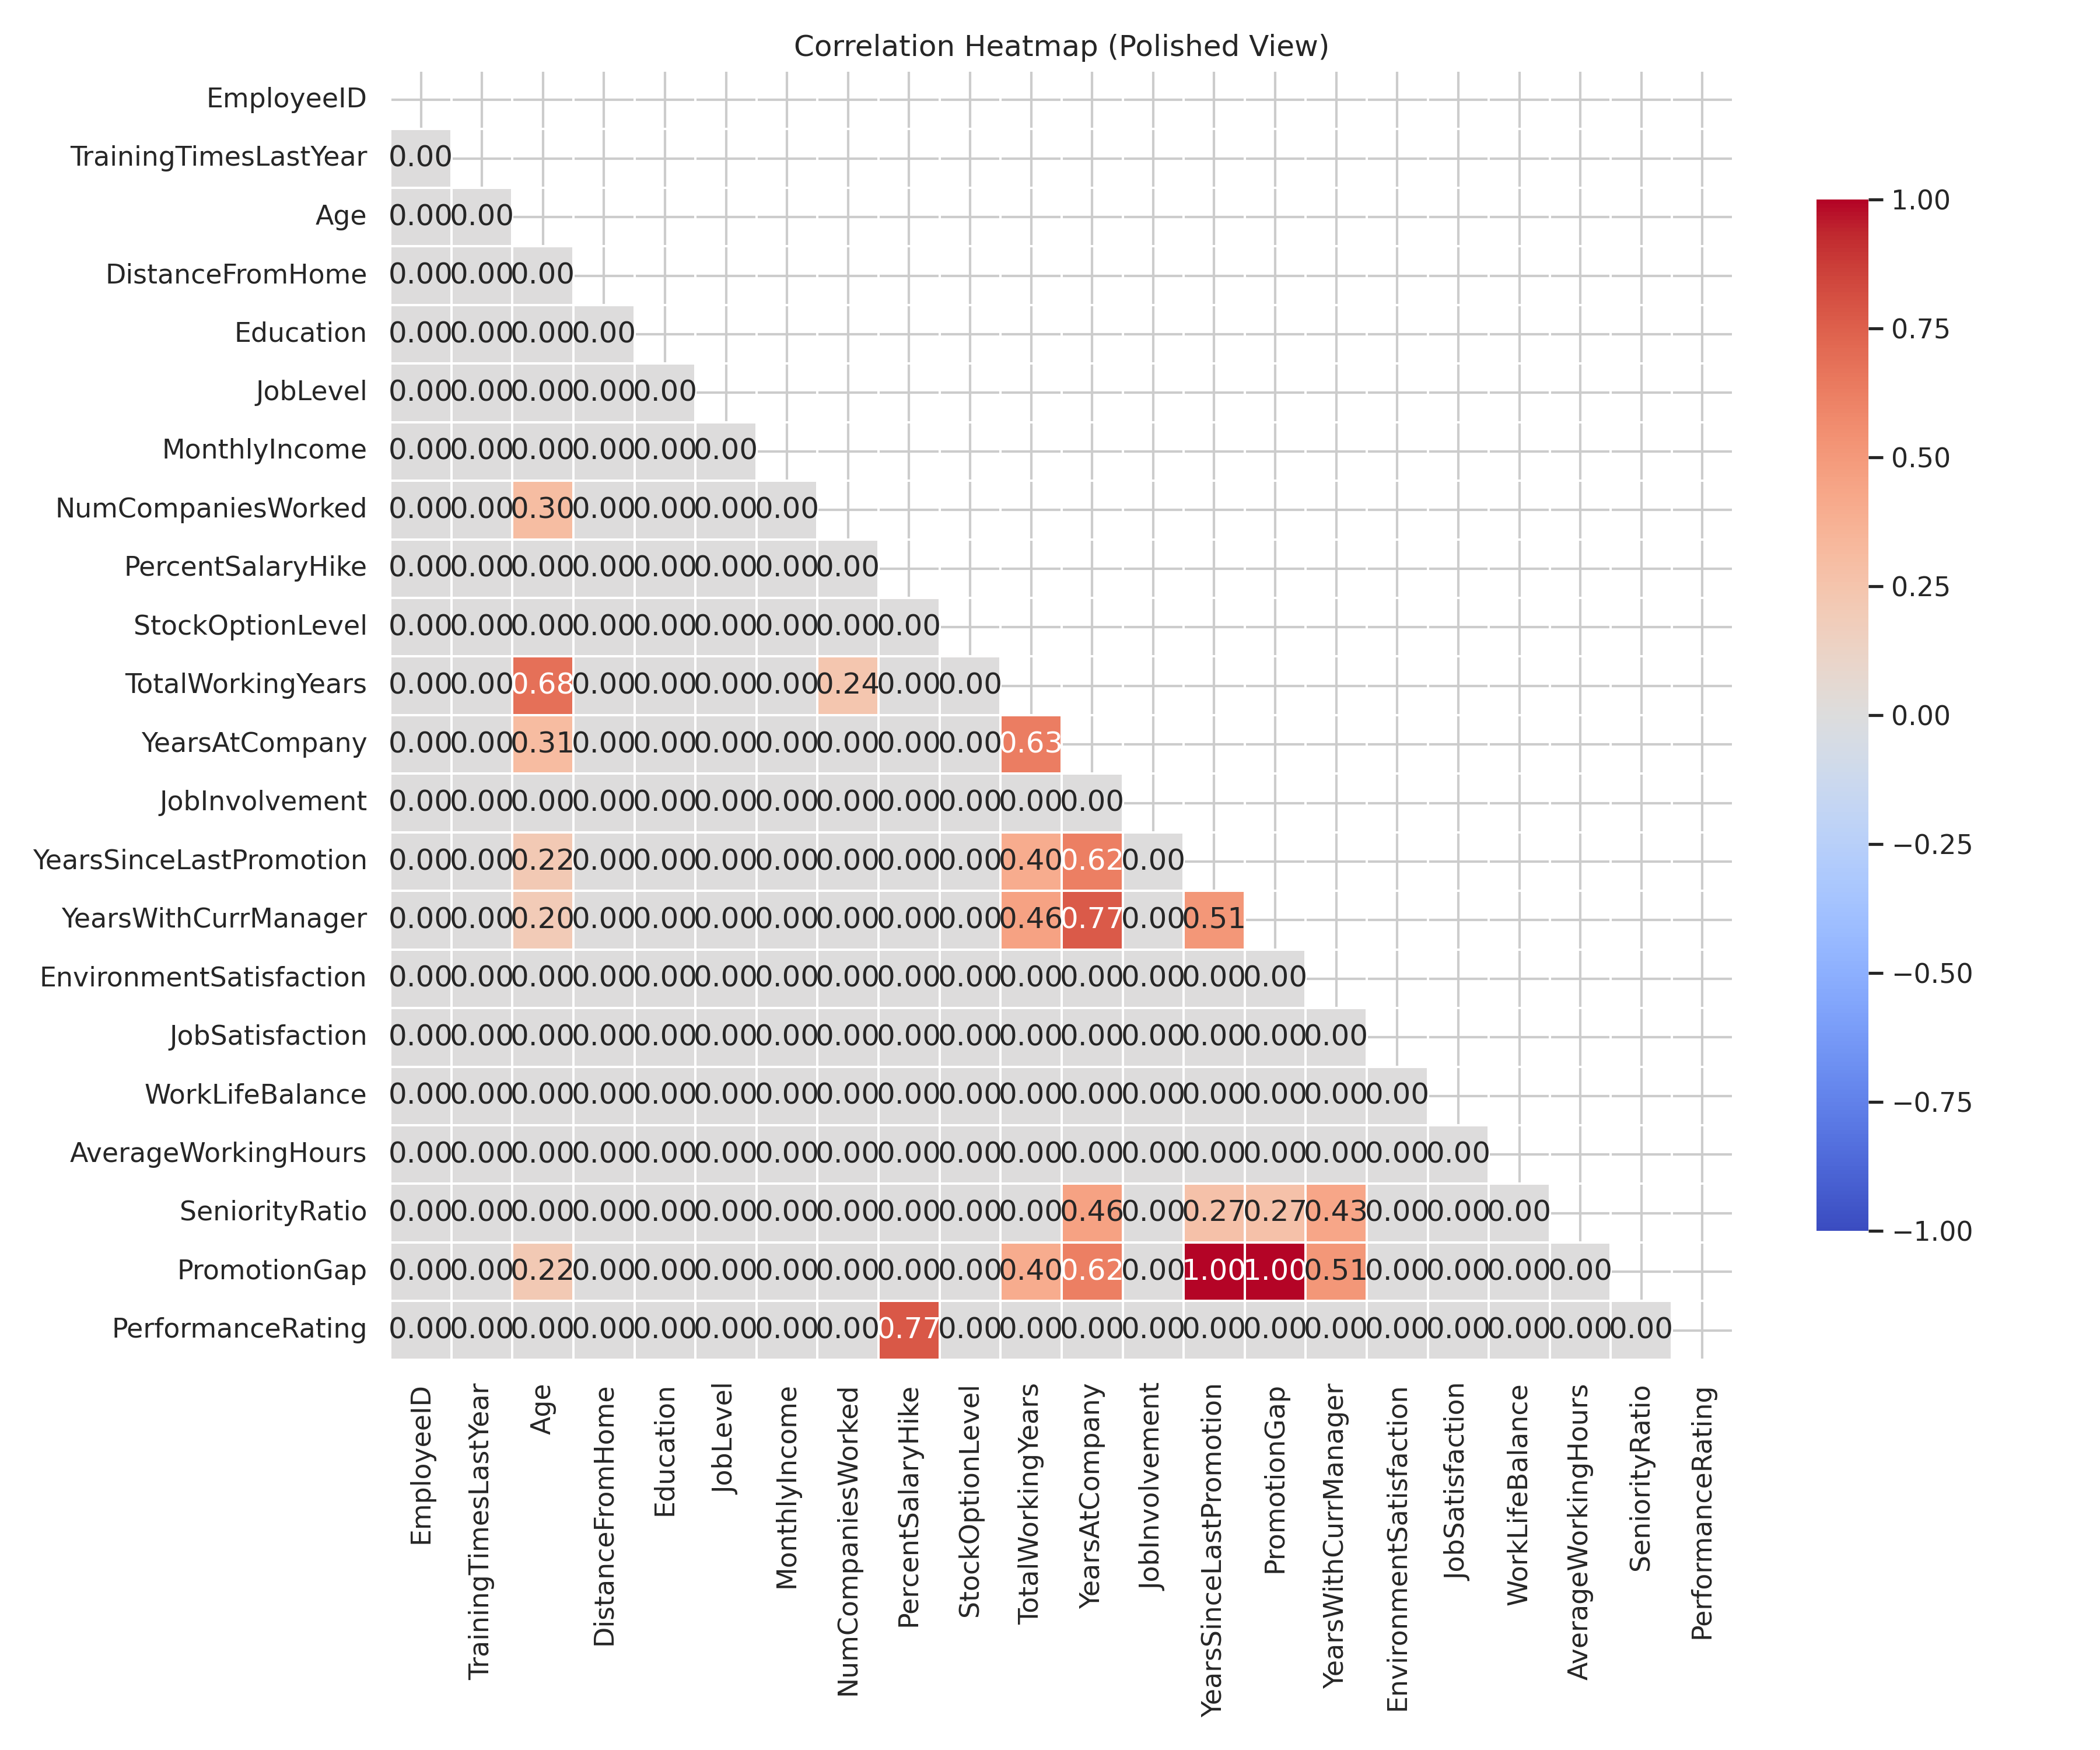 Correlation Heatmap (Polished View)
EmployeeID
TrainingTimesLastYear 0.00
Age 0.00 0.00
DistanceFromHome 0.00 0.00 0.00
Education 0.00 0.00 0.00 0.00
JobLevel 0.00 0.00 0.00 0.00 0.00
MonthlyIncome 0.00 0.00 0.00 0.00 0.00 0.00
NumCompaniesWorked 0.00 0.00 0.30 0.00 0.00 0.00 0.00
PercentSalaryHike 0.00 0.00 0.00 0.00 0.00 0.00 0.00 0.00
StockOptionLevel 0.00 0.00 0.00 0.00 0.00 0.00 0.00 0.00 0.00
TotalWorkingYears 0.00 0.00 0.68 0.00 0.00 0.00 0.00 0.24 0.00 0.00
YearsAtCompany 0.00 0.00 0.31 0.00 0.00 0.00 0.00 0.00 0.00 0.00 0.63
JobInvolvement 0.00 0.00 0.00 0.00 0.00 0.00 0.00 0.00 0.00 0.00 0.00 0.00
YearsSinceLastPromotion 0.00 0.00 0.22 0.00 0.00 0.00 0.00 0.00 0.00 0.00 0.40 0.62 0.00
YearsWithCurrManager 0.00 0.00 0.20 0.00 0.00 0.00 0.00 0.00 0.00 0.00 0.46 0.77 0.00 0.51
EnvironmentSatisfaction 0.00 0.00 0.00 0.00 0.00 0.00 0.00 0.00 0.00 0.00 0.00 0.00 0.00 0.00 0.00
JobSatisfaction 0.00 0.00 0.00 0.00 0.00 0.00 0.00 0.00 0.00 0.00 0.00 0.00 0.00 0.00 0.00 0.00
WorkLifeBalance 0.00 0.00 0.00 0.00 0.00 0.00 0.00 0.00 0.00 0.00 0.00 0.00 0.00 0.00 0.00 0.00 0.00
AverageWorkingHours 0.00 0.00 0.00 0.00 0.00 0.00 0.00 0.00 0.00 0.00 0.00 0.00 0.00 0.00 0.00 0.00 0.00 0.00
SeniorityRatio 0.00 0.00 0.00 0.00 0.00 0.00 0.00 0.00 0.00 0.00 0.00 0.46 0.00 0.27 0.27 0.43 0.00 0.00 0.00
PromotionGap 0.00 0.00 0.22 0.00 0.00 0.00 0.00 0.00 0.00 0.00 0.40 0.62 0.00 1.00 1.00 0.51 0.00 0.00 0.00 0.00
PerformanceRating 0.00 0.00 0.00 0.00 0.00 0.00 0.00 0.00 0.77 0.00 0.00 0.00 0.00 0.00 0.00 0.00 0.00 0.00 0.00 0.00 0.00
EmployeeID
TrainingTimesLastYear
Age
DistanceFromHome
Education
JobLevel
MonthlyIncome
NumCompaniesWorked
PercentSalaryHike
StockOptionLevel
TotalWorkingYears
YearsAtCompany
JobInvolvement
YearsSinceLastPromotion
PromotionGap
YearsWithCurrManager
EnvironmentSatisfaction
JobSatisfaction
WorkLifeBalance
AverageWorkingHours
SeniorityRatio
PerformanceRating
1.00
0.75
0.50
0.25
0.00
−0.25
−0.50
−0.75
−1.00